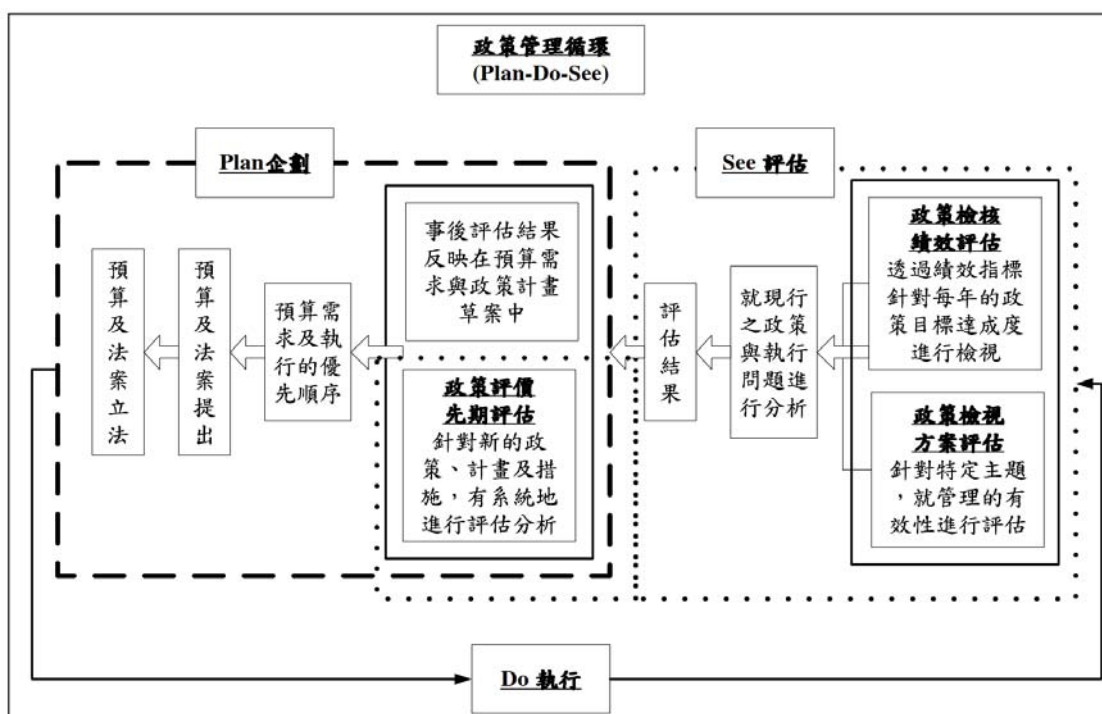 政策管理循環
(Plan-Do-See)
Plan企劃
預算及法案立法
預算及法案提出
預算需
求及執
行的優
先順序
事後評估結果
反映在預算需
求與政策計畫
草案中
政策評價
先期評估
針對新的政
策、計畫及措
施，有系統地
進行評估分析
See 評估
評估結果
就現行
之政策
與執行
問題進
行分析
政策檢核
績效評估
透過績效指標
針對每年的政
策目標達成度
進行檢視
政策檢視
方案評估
針對特定主題
，就管理的有
效性進行評估
Do 執行